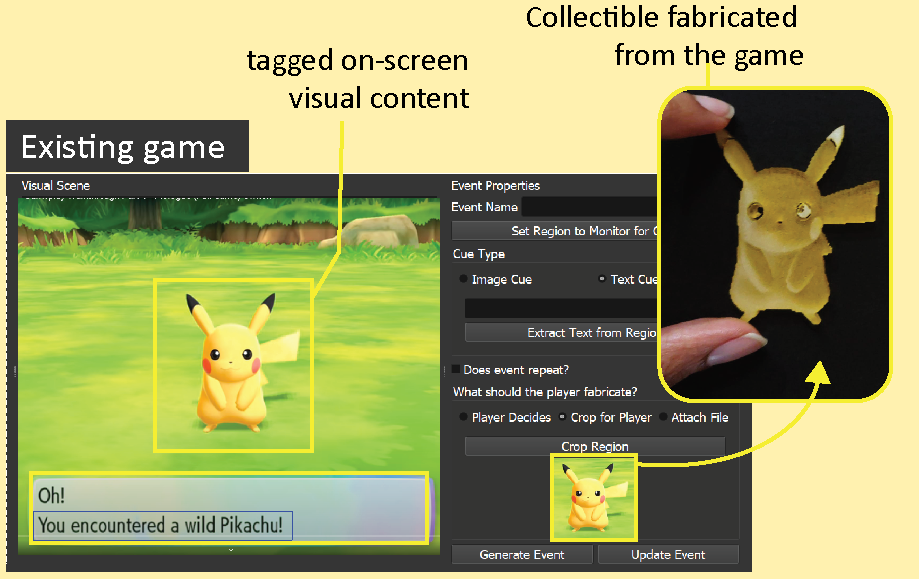 Collectible fabricated
from the game
tagged on-screen
visual content
Existing game
Visual Scene
Event Properties
Event Name
Set Region to Monitor for
Cue Type
Image Cue
Text Cue
Extract Text from Regio
Does event repeat?
What should the player fabricate?
Player Decides
Crop for Player
Attach File
Crop Region
Oh!
You encountered a wild Pikachu!
Generate Event
Update Event